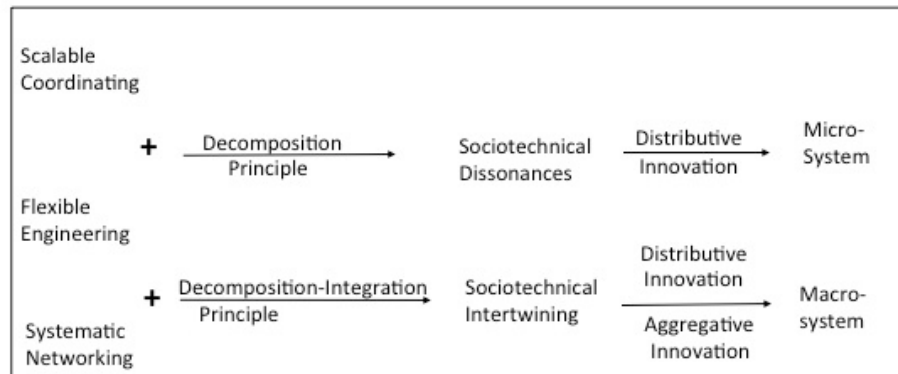 Scalable
Coordinating
+
Decomposition
Principle
Sociotechnical
Dissonances
Distributive
Innovation
Micro-
System
Flexible
Engineering
+
Decomposition-Integration
Principle
Sociotechnical
Intertwining
Distributive
Innovation
Aggregative
Innovation
Macro-
system
Systematic
Networking